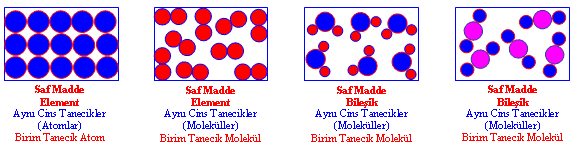 Saf Madde
Element
Aynı Cins Tanecikler
(Atomlar)
Birim Tanecik Atom
Saf Madde
Element
Aynı Cins Tanecikler
(Moleküller)
Birim Tanecik Molekül
Saf Madde
Bileşik
Aynı Cins Tanecikler
(Moleküller)
Birim Tanecik Molekül
Saf Madde
Bileşik
Aynı Cins Tanecikler
(Moleküller)
Birim Tanecik Molekül